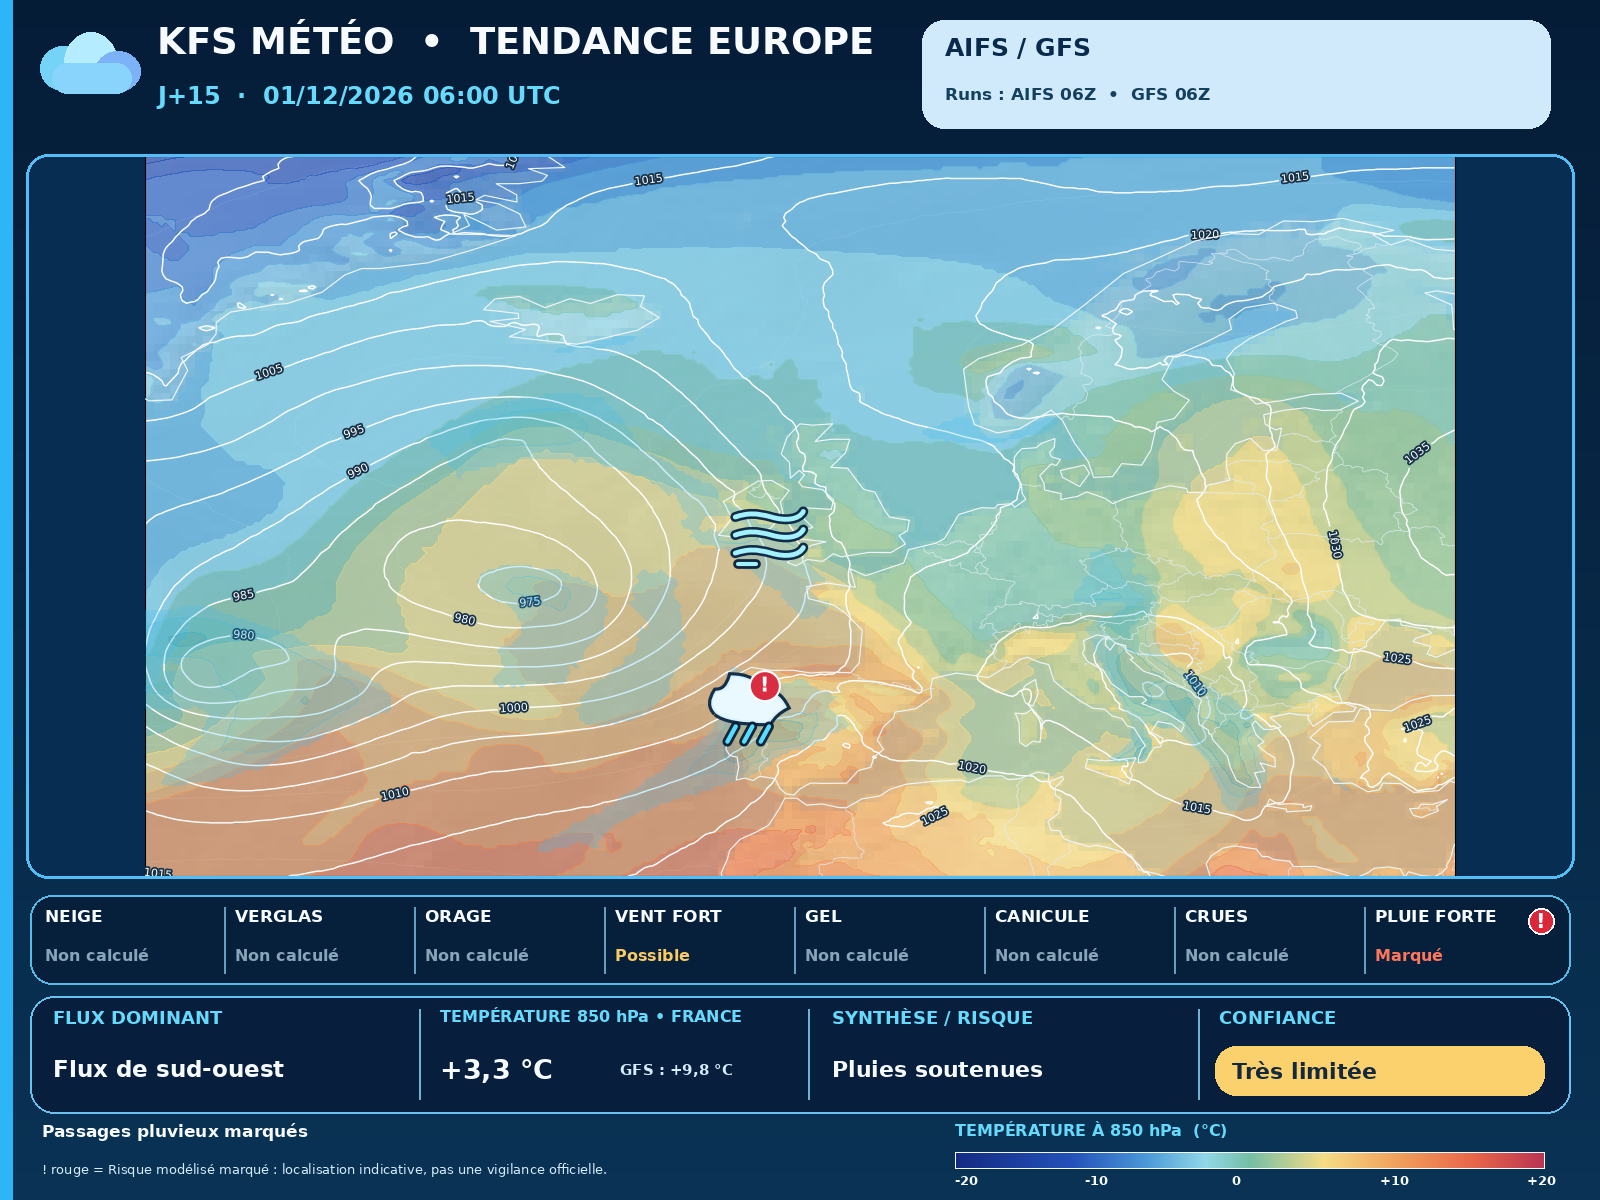 KFS MÉTÉO • TENDANCE EUROPE
J+15 · 01/12/2026 06:00 UTC
AIFS / GFS
Runs : AIFS 06Z • GFS 06Z
10
1015
1015
1015
1020
1005
995
990
1035
1030
985
975
980
980
1025
1010
1000
1025
1020
1010
1015
1025
1015
NEIGE
Non calculé
VERGLAS
Non calculé
ORAGE
Non calculé
VENT FORT
Possible
GEL
Non calculé
CANICULE
Non calculé
CRUES
Non calculé
PLUIE FORTE
!
Marqué
FLUX DOMINANT
Flux de sud-ouest
TEMPÉRATURE 850 hPa • FRANCE
+3,3 °C GFS : +9,8 °C
SYNTHÈSE / RISQUE
Pluies soutenues
CONFIANCE
Très limitée
Passages pluvieux marqués
! rouge = Risque modélisé marqué : localisation indicative, pas une vigilance officielle.
TEMPÉRATURE À 850 hPa (°C)
-20 -10 0 +10 +20